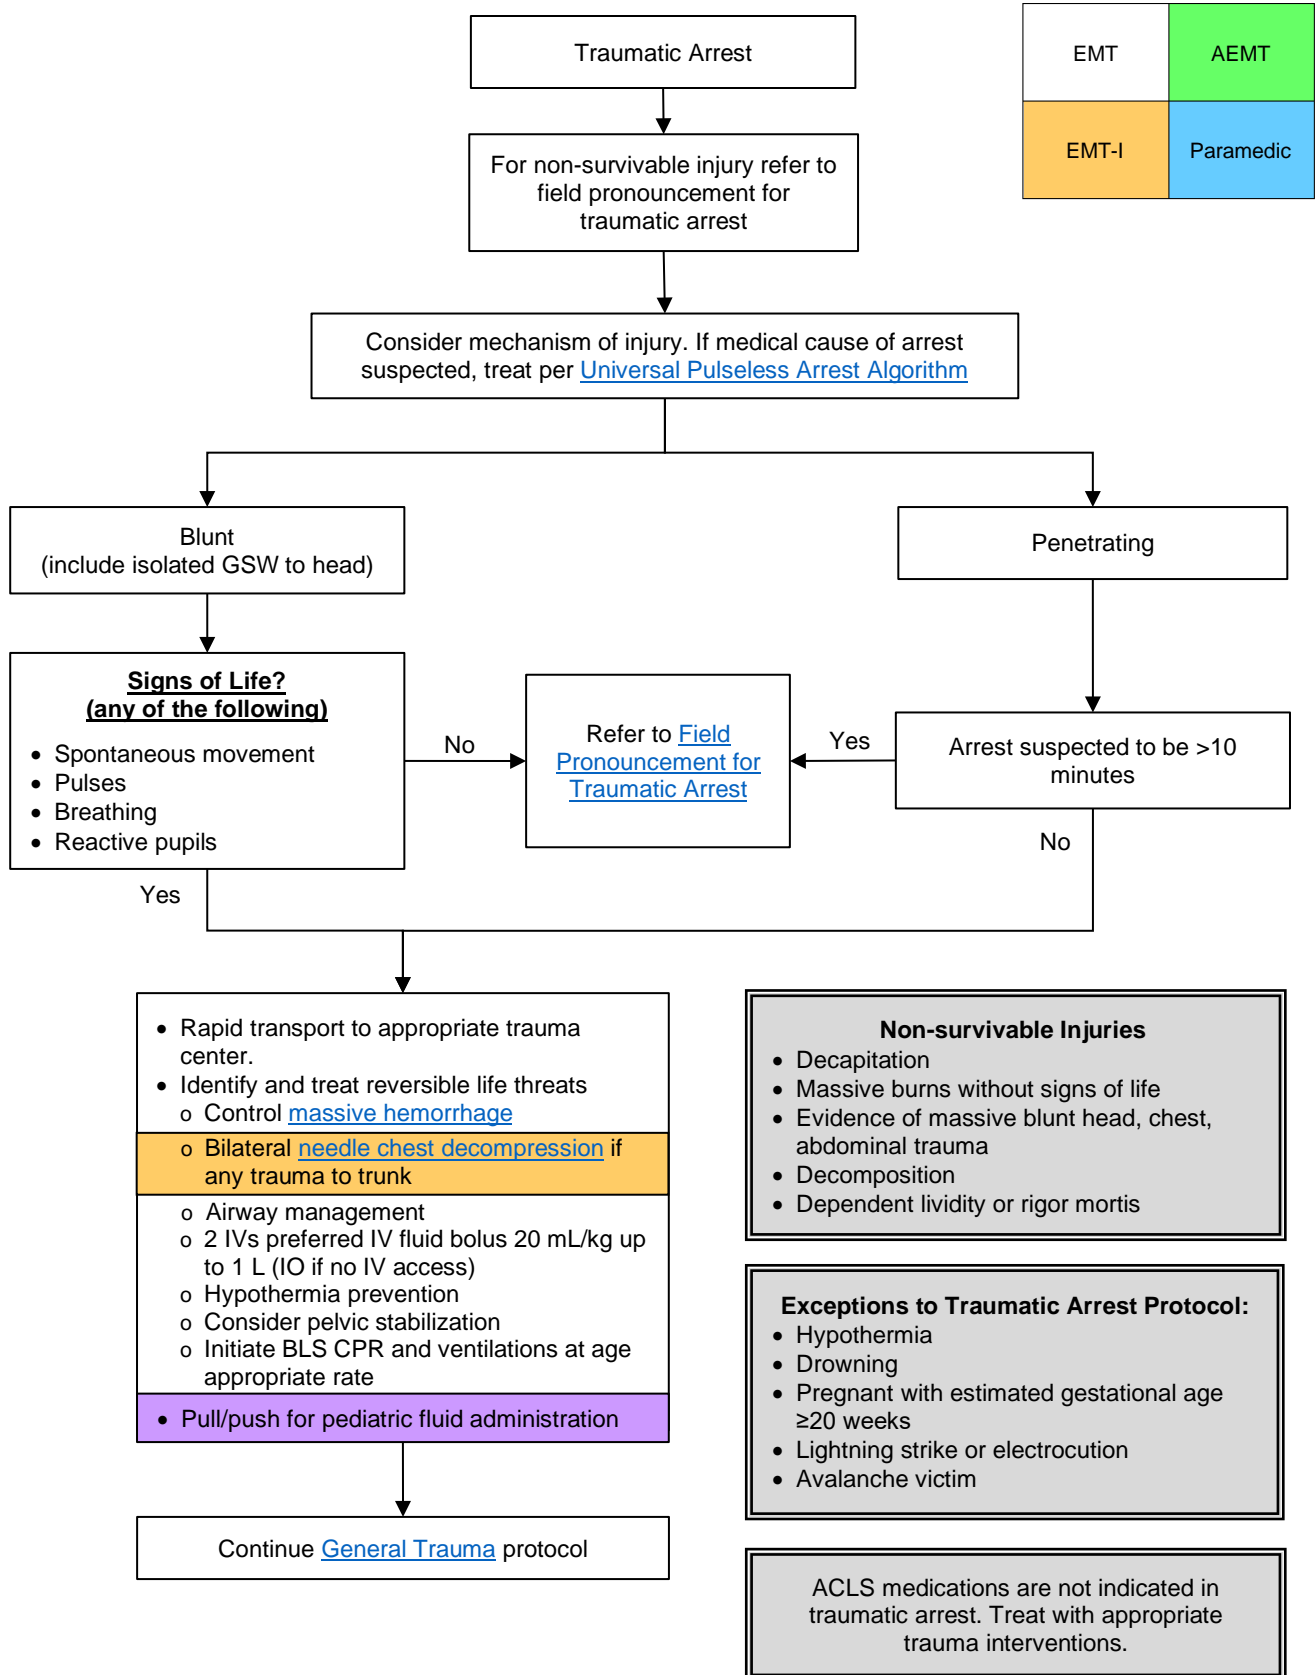 Traumatic Arrest
EMT
AEMT
EMT-I
Paramedic
For non-survivable injury refer to
field pronouncement for
traumatic arrest
Consider mechanism of injury. If medical cause of arrest
suspected, treat per Universal Pulseless Arrest Algorithm
Blunt
(include isolated GSW to head)
Penetrating
Signs of Life?
(any of the following)
• Spontaneous movement
• Pulses
• Breathing
• Reactive pupils
No
Refer to Field
Pronouncement for
Traumatic Arrest
Yes
Arrest suspected to be >10
minutes
Yes
No
• Rapid transport to appropriate trauma
center.
• Identify and treat reversible life threats
o Control massive hemorrhage
o Bilateral needle chest decompression if
any trauma to trunk
o Airway management
o 2 IVs preferred IV fluid bolus 20 mL/kg up
to 1 L (IO if no IV access)
o Hypothermia prevention
o Consider pelvic stabilization
o Initiate BLS CPR and ventilations at age
appropriate rate
• Pull/push for pediatric fluid administration
Continue General Trauma protocol
Non-survivable Injuries
• Decapitation
• Massive burns without signs of life
• Evidence of massive blunt head, chest,
abdominal trauma
• Decomposition
• Dependent lividity or rigor mortis
Exceptions to Traumatic Arrest Protocol:
• Hypothermia
• Drowning
• Pregnant with estimated gestational age
≥20 weeks
• Lightning strike or electrocution
• Avalanche victim
ACLS medications are not indicated in
traumatic arrest. Treat with appropriate
trauma interventions.